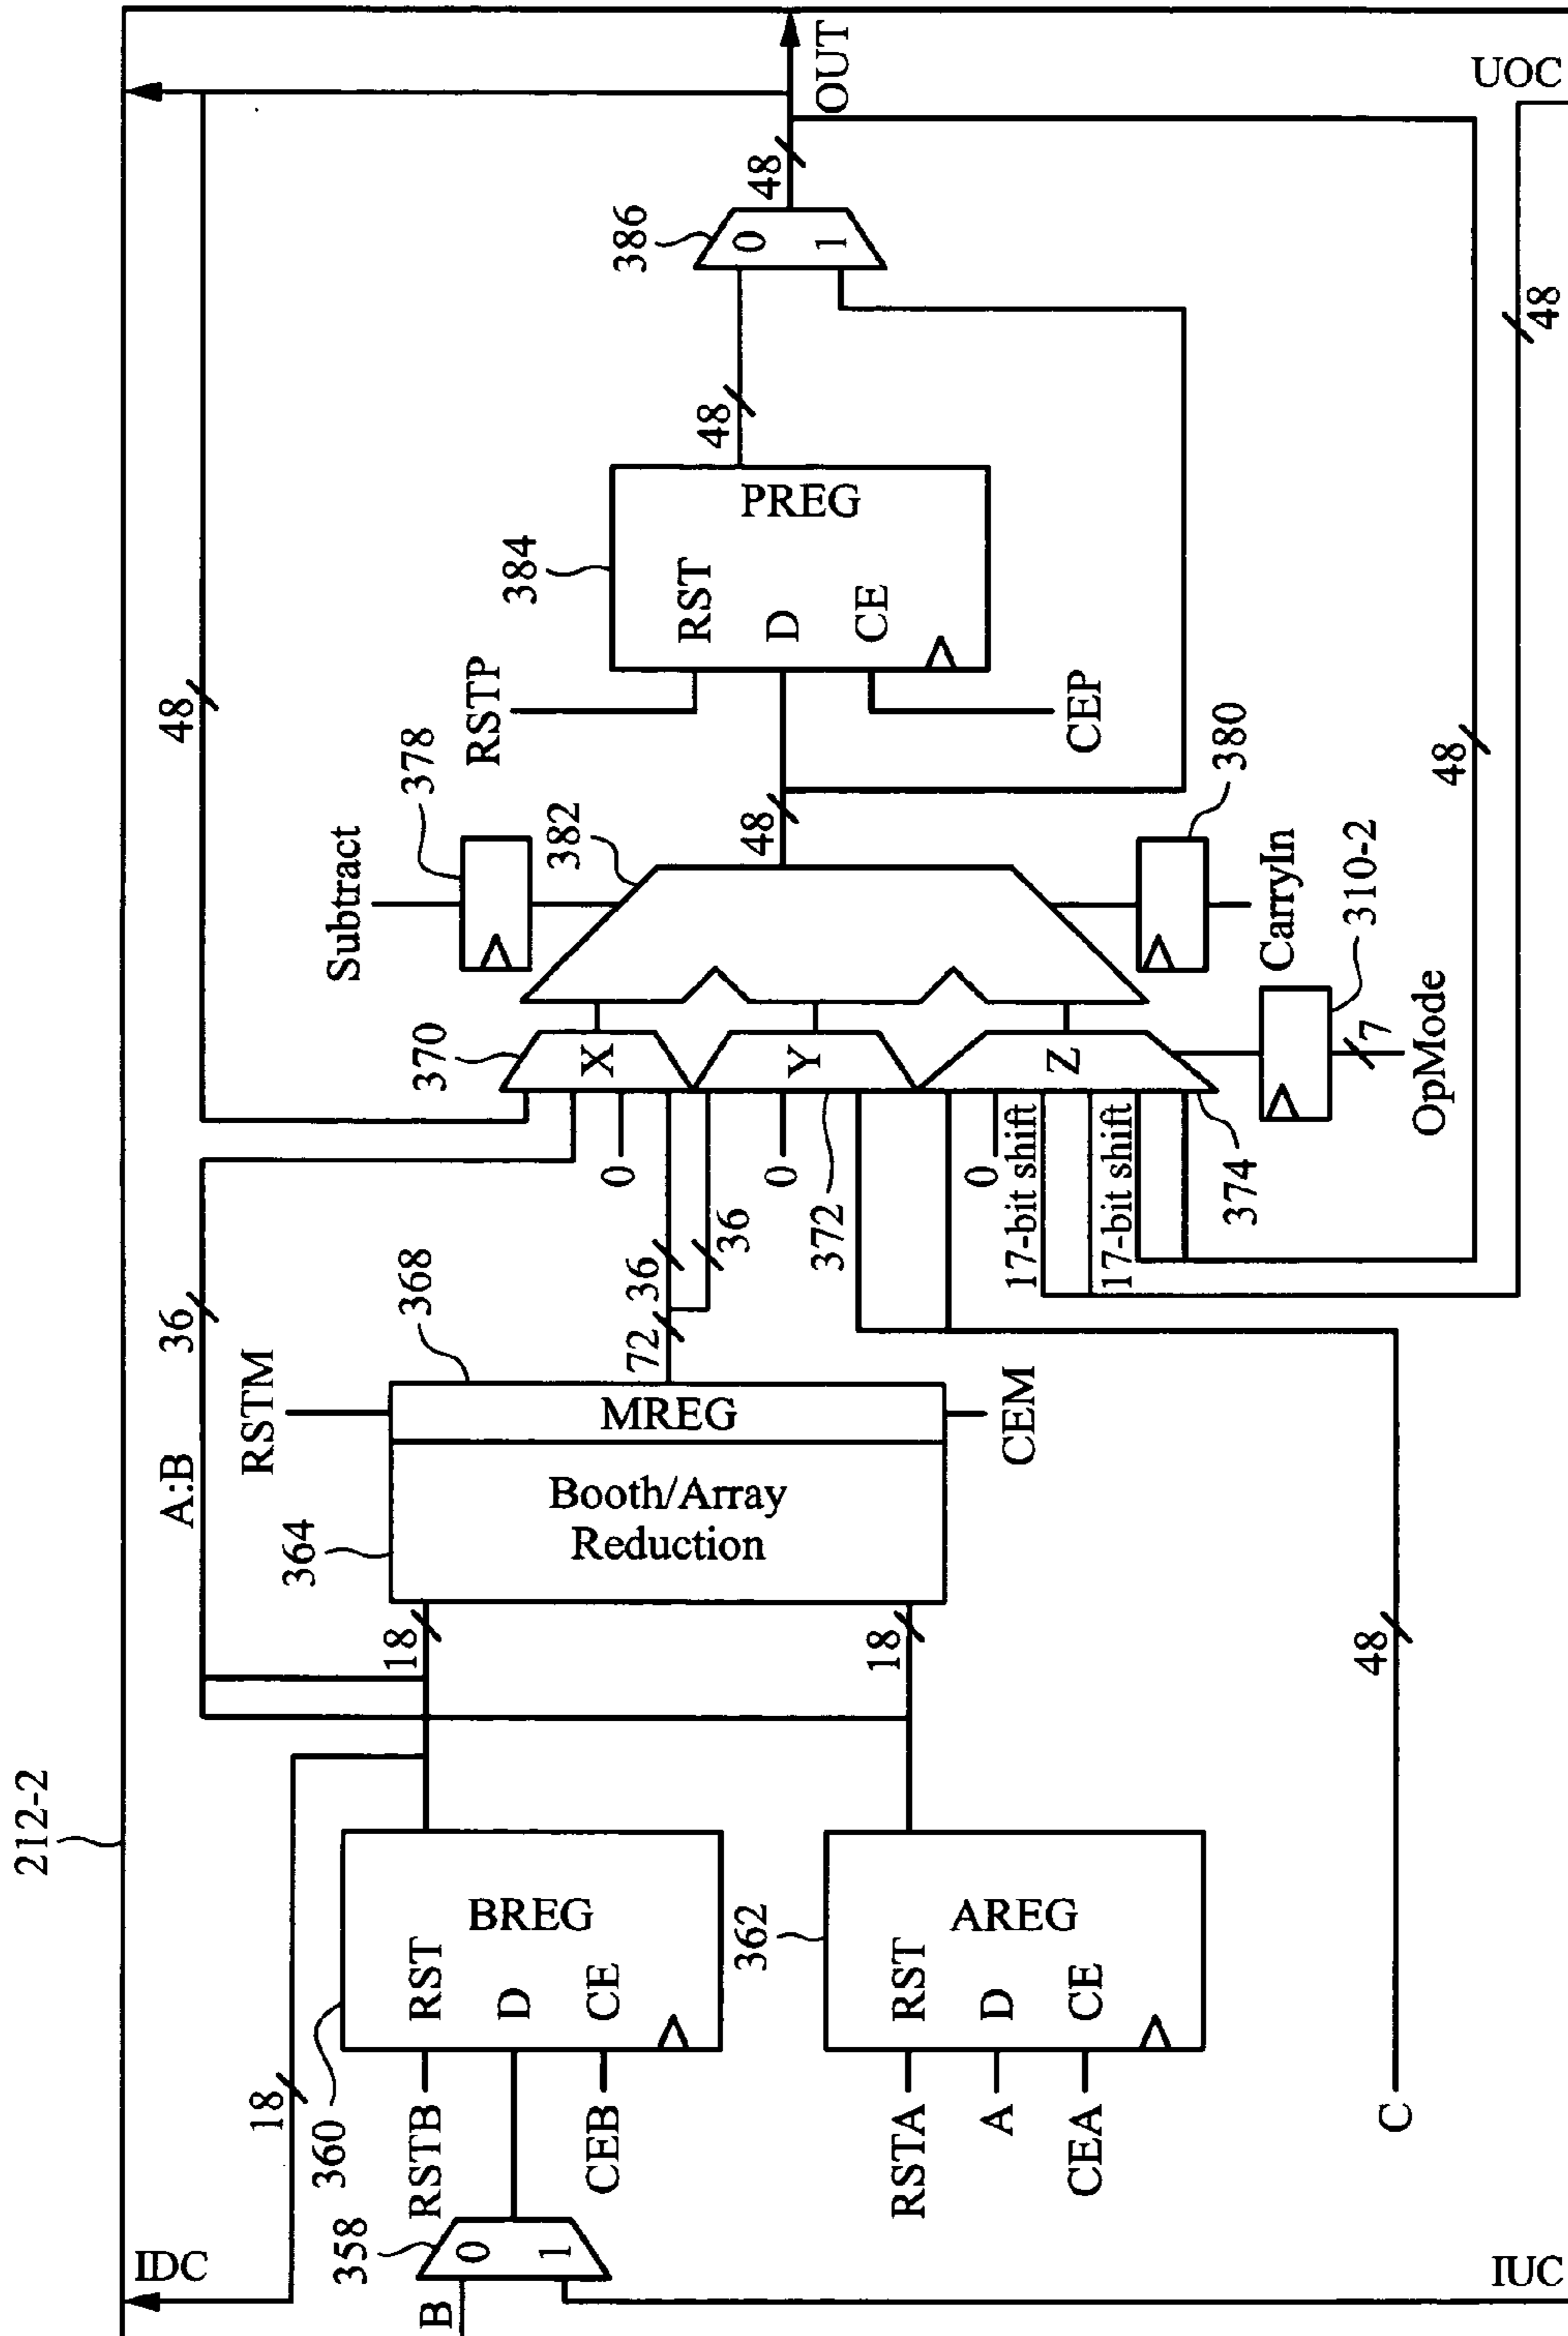 212-2
IDC
18
B
358
0
1
IUC
360
RSTB
CEB
BREG
RST
D
CE
362
RSTA
A
CEA
AREG
RST
D
CE
C
48
18
18
A:B
36
364
Booth/Array
Reduction
MREG
368
RSTM
CEM
72
36
36
48
370
X
0
Y
0
372
Z
0
17-bit shift
17-bit shift
374
OpMode
7
310-2
Subtract
378
382
CarryIn
380
48
48
RSTP
CEP
384
PREG
RST
D
CE
48
386
0
1
48
OUT
48
UOC